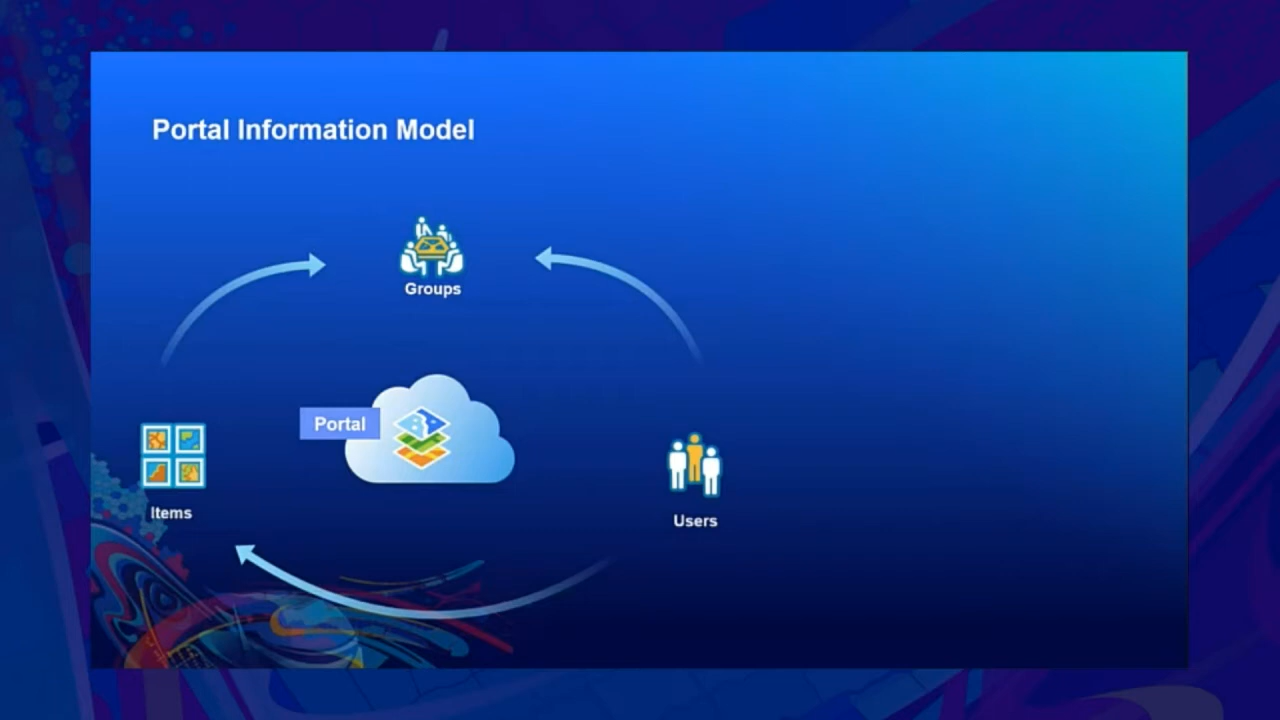 Portal Information Model
Groups
Portal
Items
Users